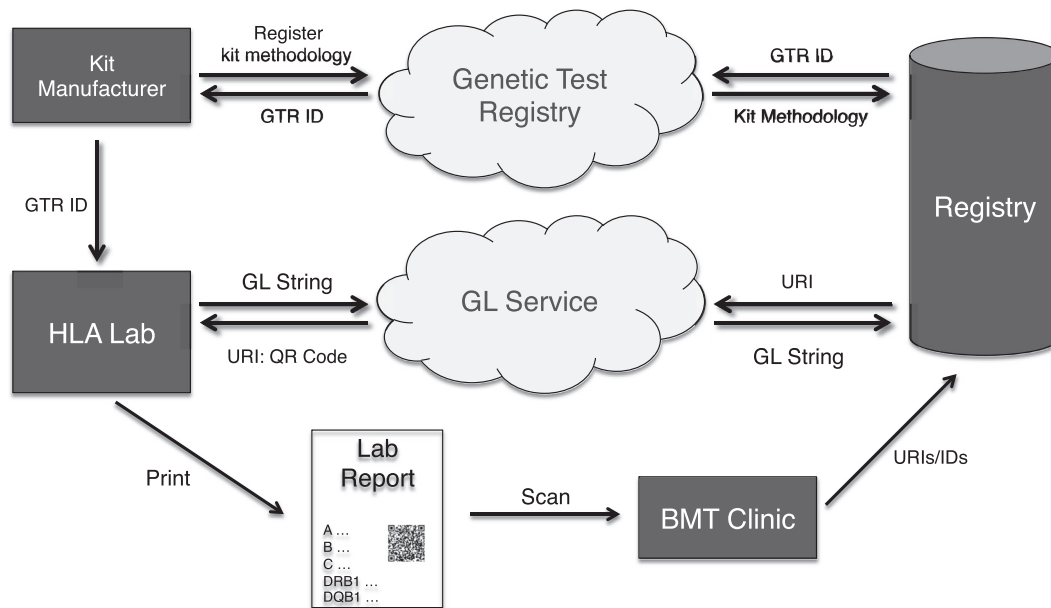 Kit
Manufacturer
Register
kit methodology
GTR ID
Genetic Test
Registry
GTR ID
Kit Methodology
Registry
GTR ID
HLA Lab
GL String
URI: QR Code
GL Service
URI
GL String
Print
Lab
Report
A ...
B ...
C ...
DRB1 ...
DQB1 ...
Scan
BMT Clinic
URIs/IDs